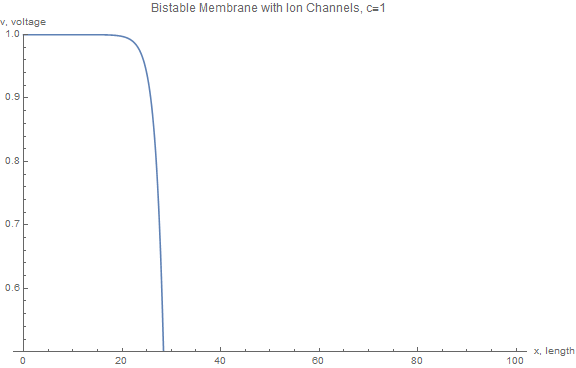 Bistable Membrane with Ion Channels, c=1
v, voltage
1.0
0.9
0.8
0.7
0.6
0 20 40 60 80 100 x, length